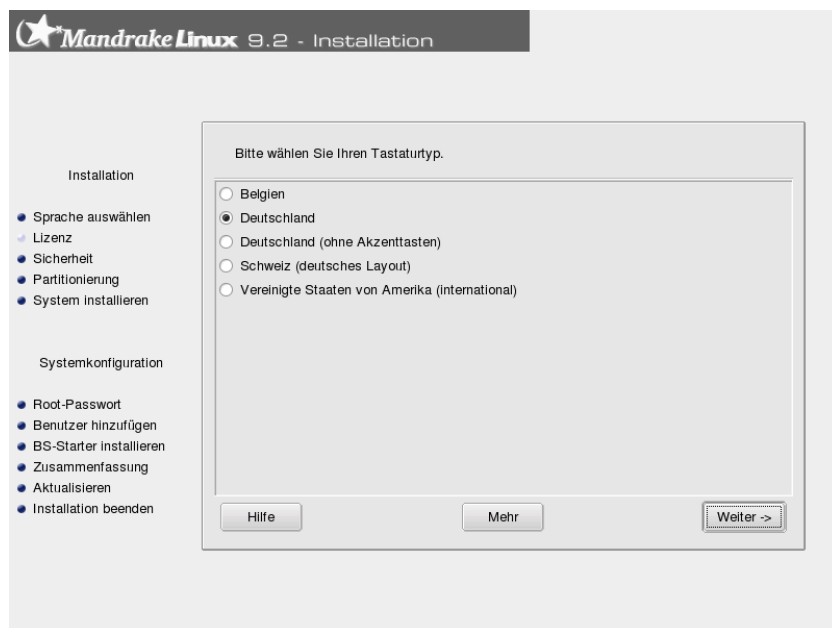 Mandrake Linux 9.2 - Installation
Installation
Sprache auswählen
Lizenz
Sicherheit
Partitionierung
System installieren
Systemkonfiguration
Root-Passwort
Benutzer hinzufügen
BS-Starter installieren
Zusammenfassung
Aktualisieren
Installation beenden
Bitte wählen Sie Ihren Tastaturtyp.
Belgien
Deutschland
Deutschland (ohne Akzenttasten)
Schweiz (deutsches Layout)
Vereinigte Staaten von Amerika (international)
Hilfe
Mehr
Weiter ->